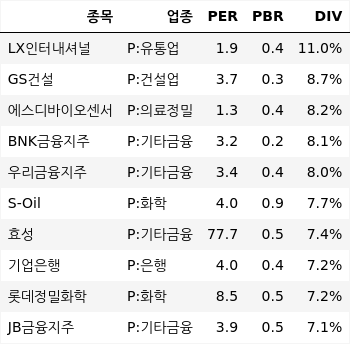 종목 업종 PER PBR DIV
LX인터내셔널 P:유통업 1.9 0.4 11.0%
GS건설 P:건설업 3.7 0.3 8.7%
에스디바이오센서 P:의료정밀 1.3 0.4 8.2%
BNK금융지주 P:기타금융 3.2 0.2 8.1%
우리금융지주 P:기타금융 3.4 0.4 8.0%
S-Oil P:화학 4.0 0.9 7.7%
효성 P:기타금융 77.7 0.5 7.4%
기업은행 P:은행 4.0 0.4 7.2%
롯데정밀화학 P:화학 8.5 0.5 7.2%
JB금융지주 P:기타금융 3.9 0.5 7.1%